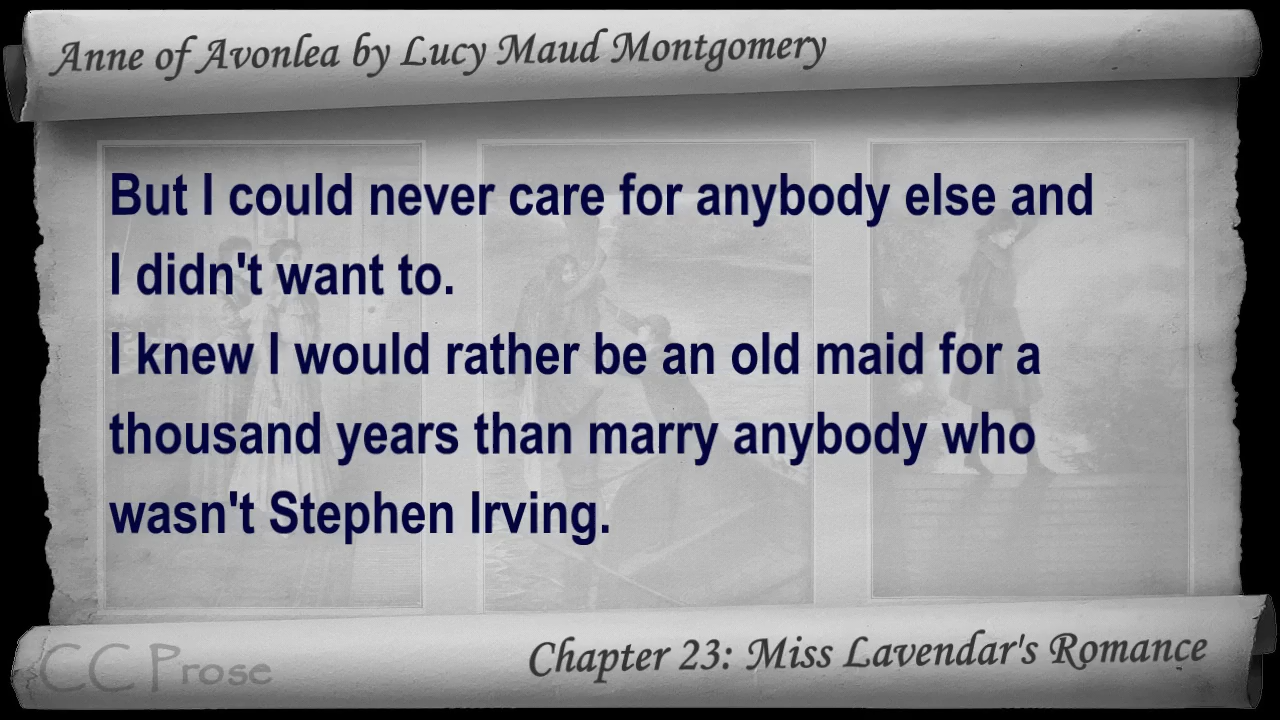 Anne of Avonlea by Lucy Maud Montgomery
But I could never care for anybody else and
I didn't want to.
I knew I would rather be an old maid for a
thousand years than marry anybody who
wasn't Stephen Irving.
CC Prose
Chapter 23: Miss Lavendar's Romance